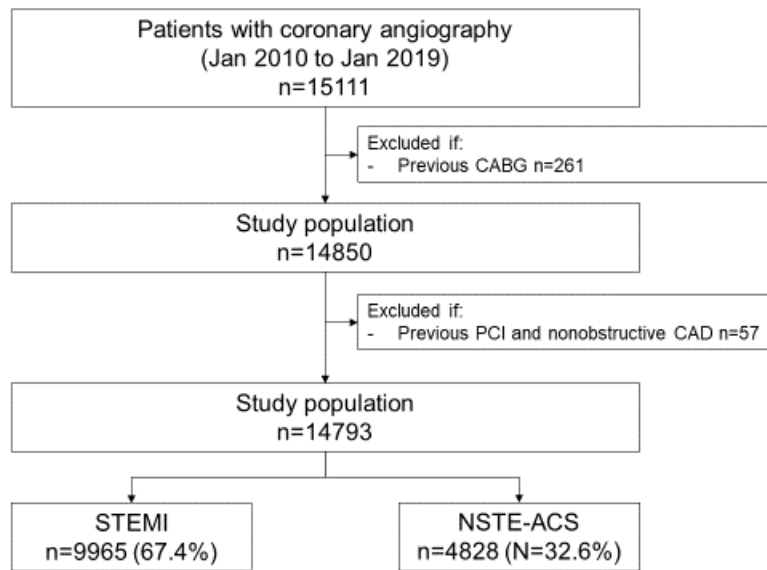 Patients with coronary angiography
(Jan 2010 to Jan 2019)
n=15111
Excluded if:
- Previous CABG n=261
Study population
n=14850
Excluded if:
- Previous PCI and nonobstructive CAD n=57
Study population
n=14793
STEMI
n=9965 (67.4%)
NSTE-ACS
n=4828 (N=32.6%)